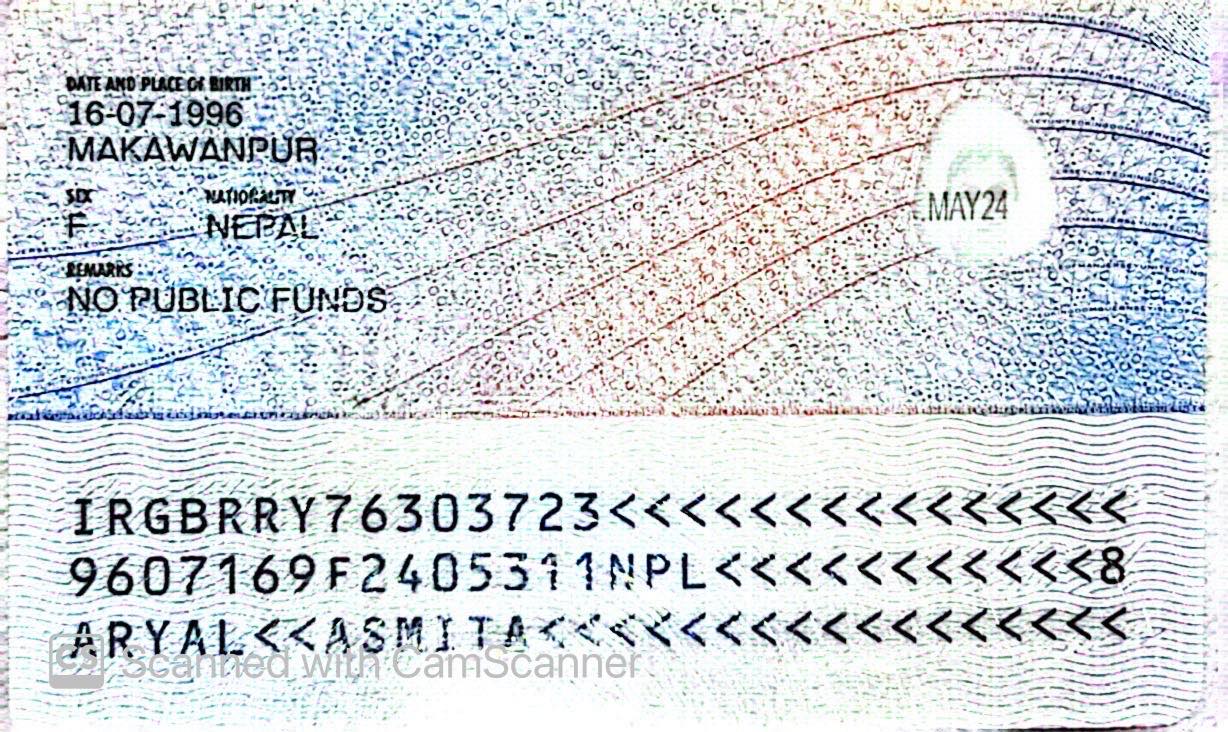 DATE AND PLACE OF BIRTH
16-07-1996
MAKAWANPUR
SEX NATIONALITY
F NEPAL
REMARKS
NO PUBLIC FUNDS
MAY24
IRGBRRY76303723<<<<<<<<<<<<<<<
9607169F2405311NPL<<<<<<<<<<<8
ARYAL<<ASMITA<<<<<<<<<<<<<<<<<
CS Scanned with CamScanner